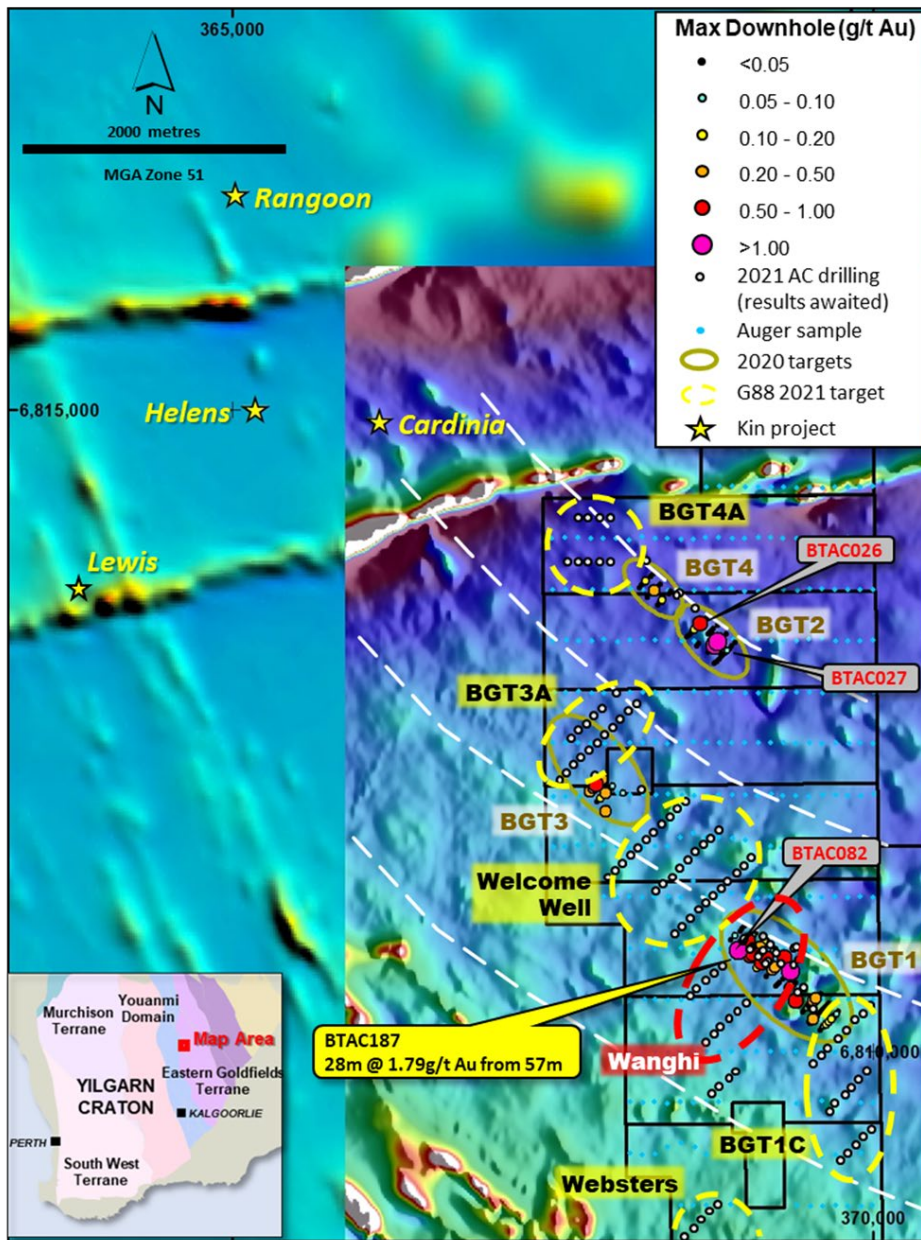 365,000
N
2000 metres
MGA Zone 51
Rangoon
Max Downhole (g/t Au)
<0.05
0.05 - 0.10
0.10 - 0.20
0.20 - 0.50
0.50 - 1.00
>1.00
2021 AC drilling
(results awaited)
Auger sample
2020 targets
G88 2021 target
Kin project
6,815,000
Helens
Cardinia
Lewis
BGT4A
BTAC026
BGT4
BGT2
BTAC027
BGT3A
BGT3
BTAC082
Welcome
Well
BGT1
BTAC187
28m @ 1.79g/t Au from 57m
Wanghi
6,810,000
BGT1C
Websters
370,000
Murchison
Terrane
Youanmi
Domain
Map Area
Eastern Goldfields
Terrane
YILGARN
CRATON
KALGOORLIE
PERTH
South West
Terrane